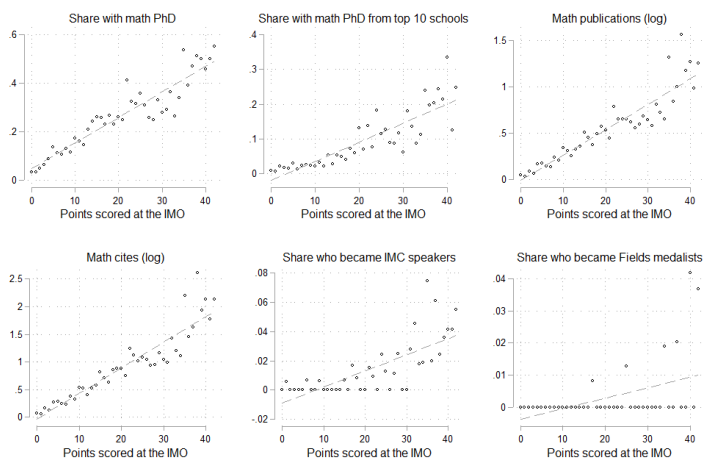 Share with math PhD
.6
.4
.2
0
0 10 20 30 40
Points scored at the IMO
Share with math PhD from top 10 schools
.4
.3
.2
.1
0
0 10 20 30 40
Points scored at the IMO
Math publications (log)
1.5
1
.5
0
0 10 20 30 40
Points scored at the IMO
Math cites (log)
2.5
2
1.5
1
.5
0
0 10 20 30 40
Points scored at the IMO
Share who became IMC speakers
.08
.06
.04
.02
0
-.02
0 10 20 30 40
Points scored at the IMO
Share who became Fields medalists
.04
.03
.02
.01
0
0 10 20 30 40
Points scored at the IMO